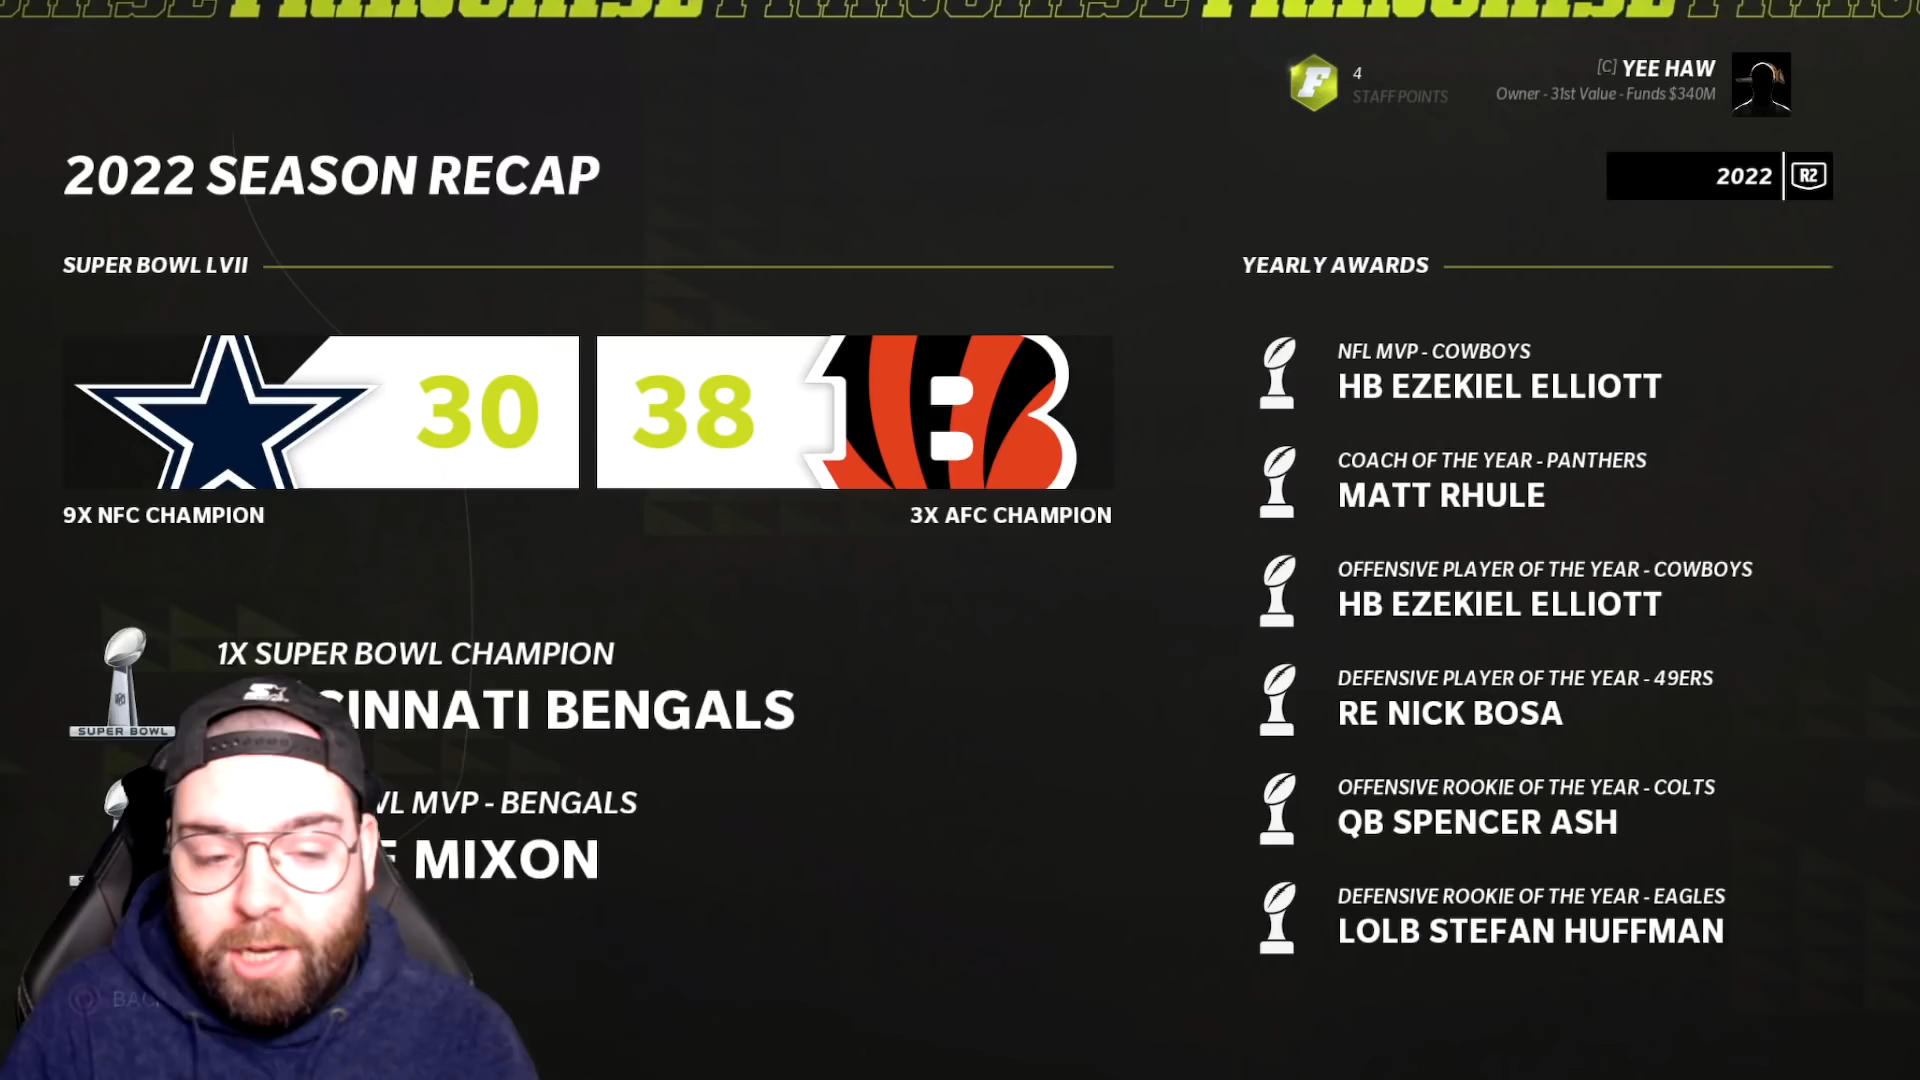 FRANCHISE FRANCHISE
4
STAFF POINTS
[C] YEE HAW
Owner - 31st Value - Funds $340M
2022 SEASON RECAP
2022 R2
SUPER BOWL LVII
30 38
B
9X NFC CHAMPION
3X AFC CHAMPION
1X SUPER BOWL CHAMPION
CINNATI BENGALS
SUPER BOWL
MVP - BENGALS
MIXON
BAC
YEARLY AWARDS
NFL MVP - COWBOYS
HB EZEKIEL ELLIOTT
COACH OF THE YEAR - PANTHERS
MATT RHULE
OFFENSIVE PLAYER OF THE YEAR - COWBOYS
HB EZEKIEL ELLIOTT
DEFENSIVE PLAYER OF THE YEAR - 49ERS
RE NICK BOSA
OFFENSIVE ROOKIE OF THE YEAR - COLTS
QB SPENCER ASH
DEFENSIVE ROOKIE OF THE YEAR - EAGLES
LOLB STEFAN HUFFMAN